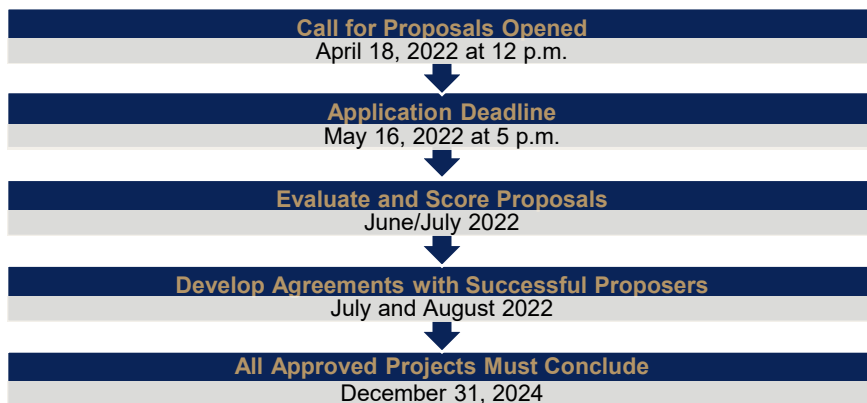 Call for Proposals Opened
April 18, 2022 at 12 p.m.
Application Deadline
May 16, 2022 at 5 p.m.
Evaluate and Score Proposals
June/July 2022
Develop Agreements with Successful Proposers
July and August 2022
All Approved Projects Must Conclude
December 31, 2024